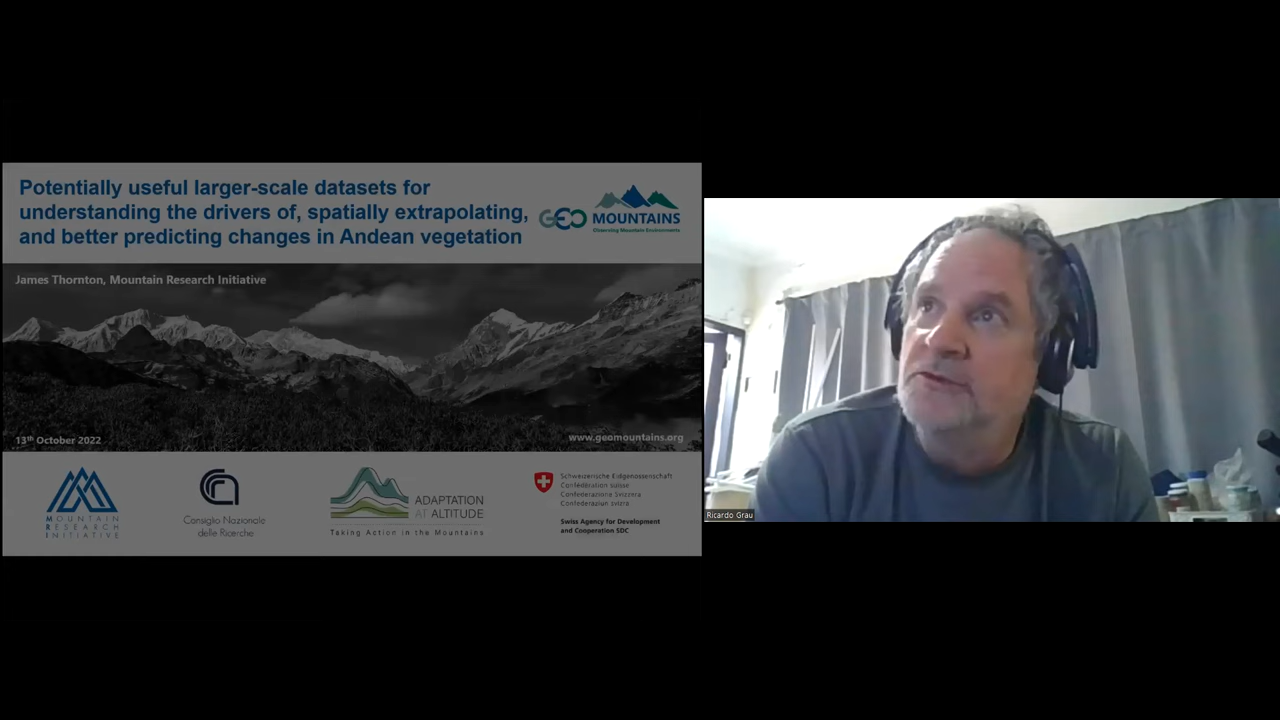 Potentially useful larger-scale datasets for
understanding the drivers of, spatially extrapolating,
and better predicting changes in Andean vegetation
GEO MOUNTAINS
Observing Mountain Environments
James Thornton, Mountain Research Initiative
13th October 2022
www.geomountains.org
MOUNTAIN
RESEARCH
INITIATIVE
Consiglio Nazionale
delle Ricerche
ADAPTATION
AT ALTITUDE
Taking Action in the Mountains
Schweizerische Eidgenossenschaft
Confédération suisse
Confederazione Svizzera
Confederaziun svizra
Swiss Agency for Development
and Cooperation SDC
Ricardo Grau